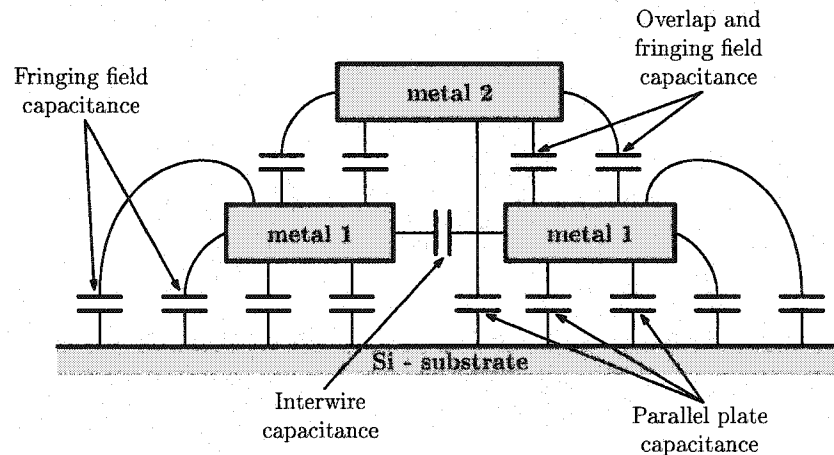 Overlap and
fringing field
capacitance
Fringing field
capacitance
metal 2
metal 1
metal 1
Si - substrate
Interwire
capacitance
Parallel plate
capacitance